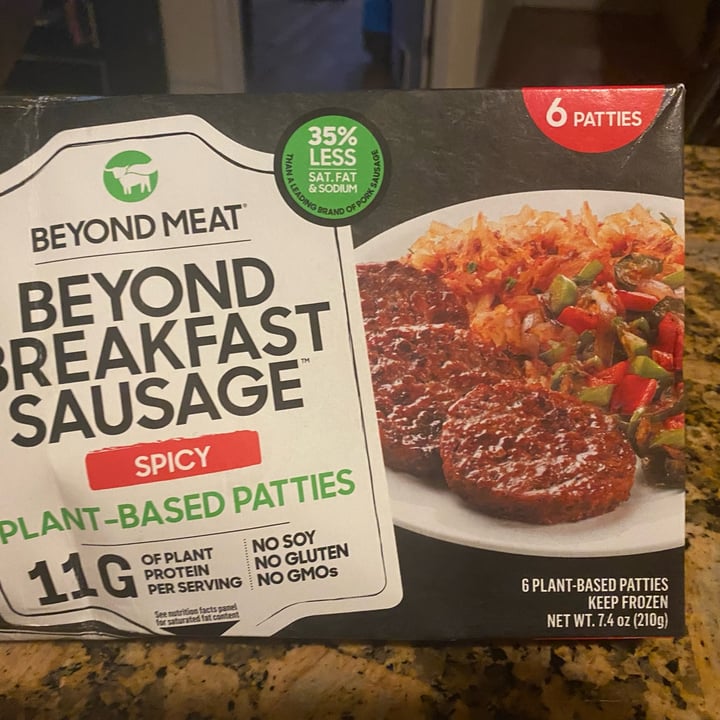 6 PATTIES
35%
LESS
SAT. FAT
& SODIUM
THAN A LEADING BRAND OF PORK SAUSAGE
BEYOND MEAT®
BEYOND
BREAKFAST
SAUSAGE™
SPICY
PLANT-BASED PATTIES
11G
OF PLANT
PROTEIN
PER SERVING
NO SOY
NO GLUTEN
NO GMOs
See nutrition facts panel
for saturated fat content
6 PLANT-BASED PATTIES
KEEP FROZEN
NET WT. 7.4 oz (210g)